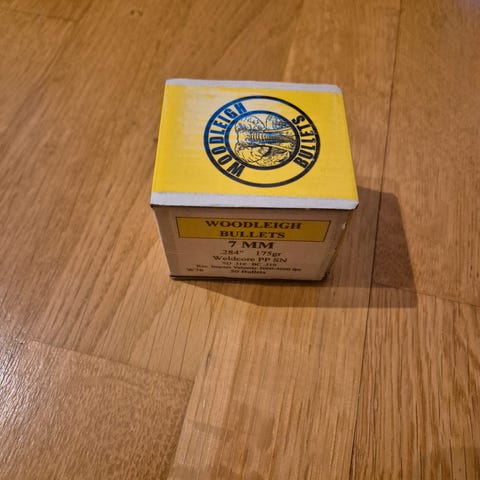 WOODLEIGH BULLETS
WOODLEIGH
BULLETS
7 MM
.284" 175gr
Weldcore PP SN
50 Bullets